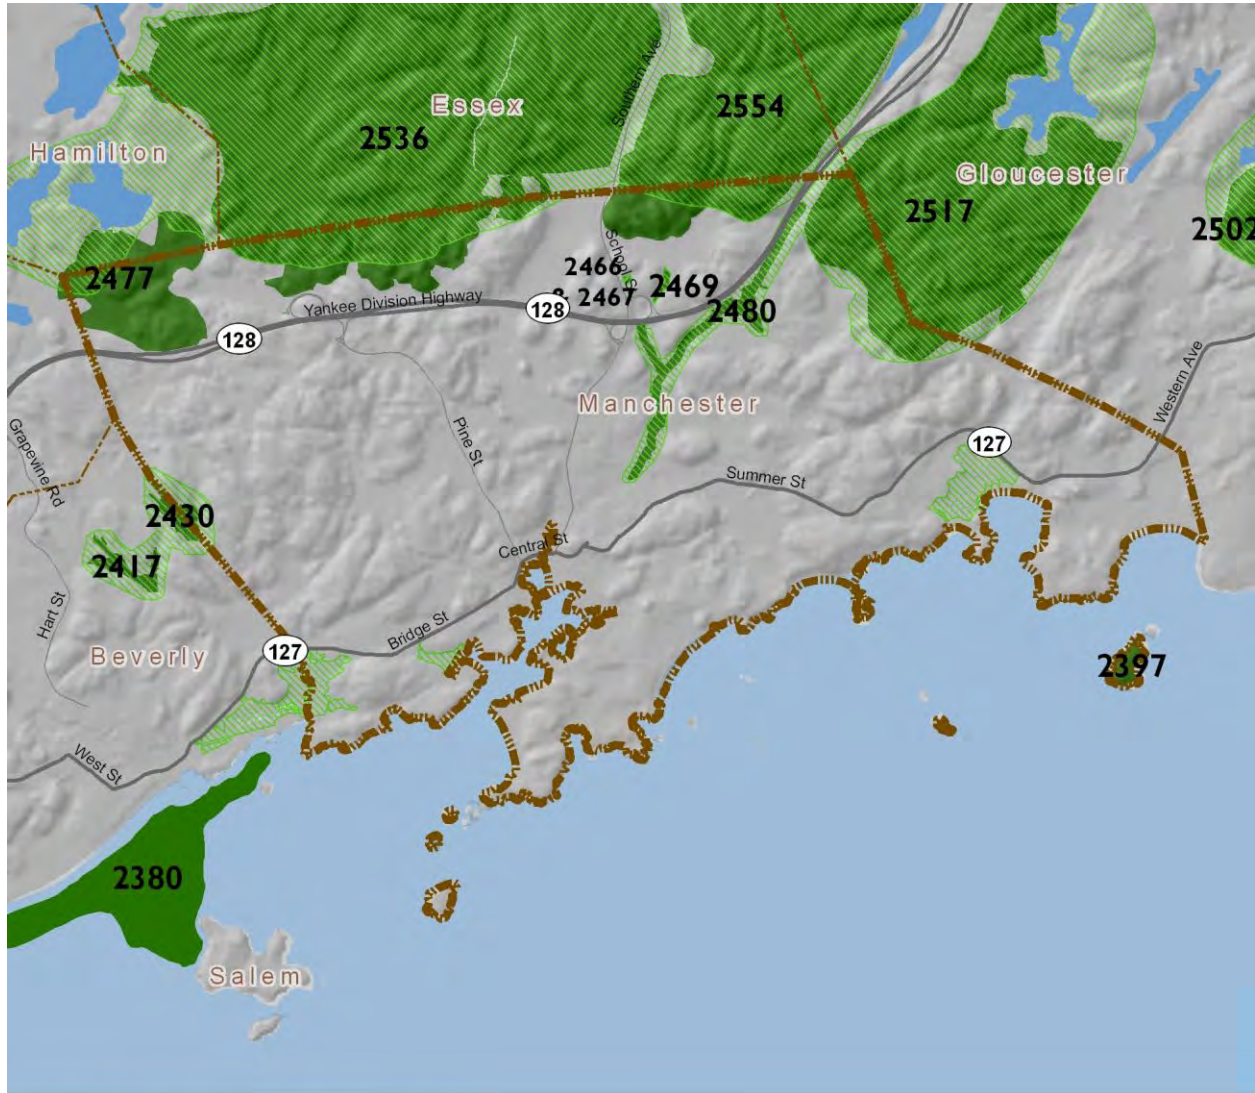 Essex
2554
2536
Southern Ave
Hamilton
Gloucester
2517
2502
2477
School S
2466
& 2467
2469
2480
Yankee Division Highway
128
128
Western Ave
Manchester
Grapevine Rd
Pine St
127
Summer St
2430
2417
Central St
Hart St
Bridge St
Beverly
127
2397
West St
2380
Salem